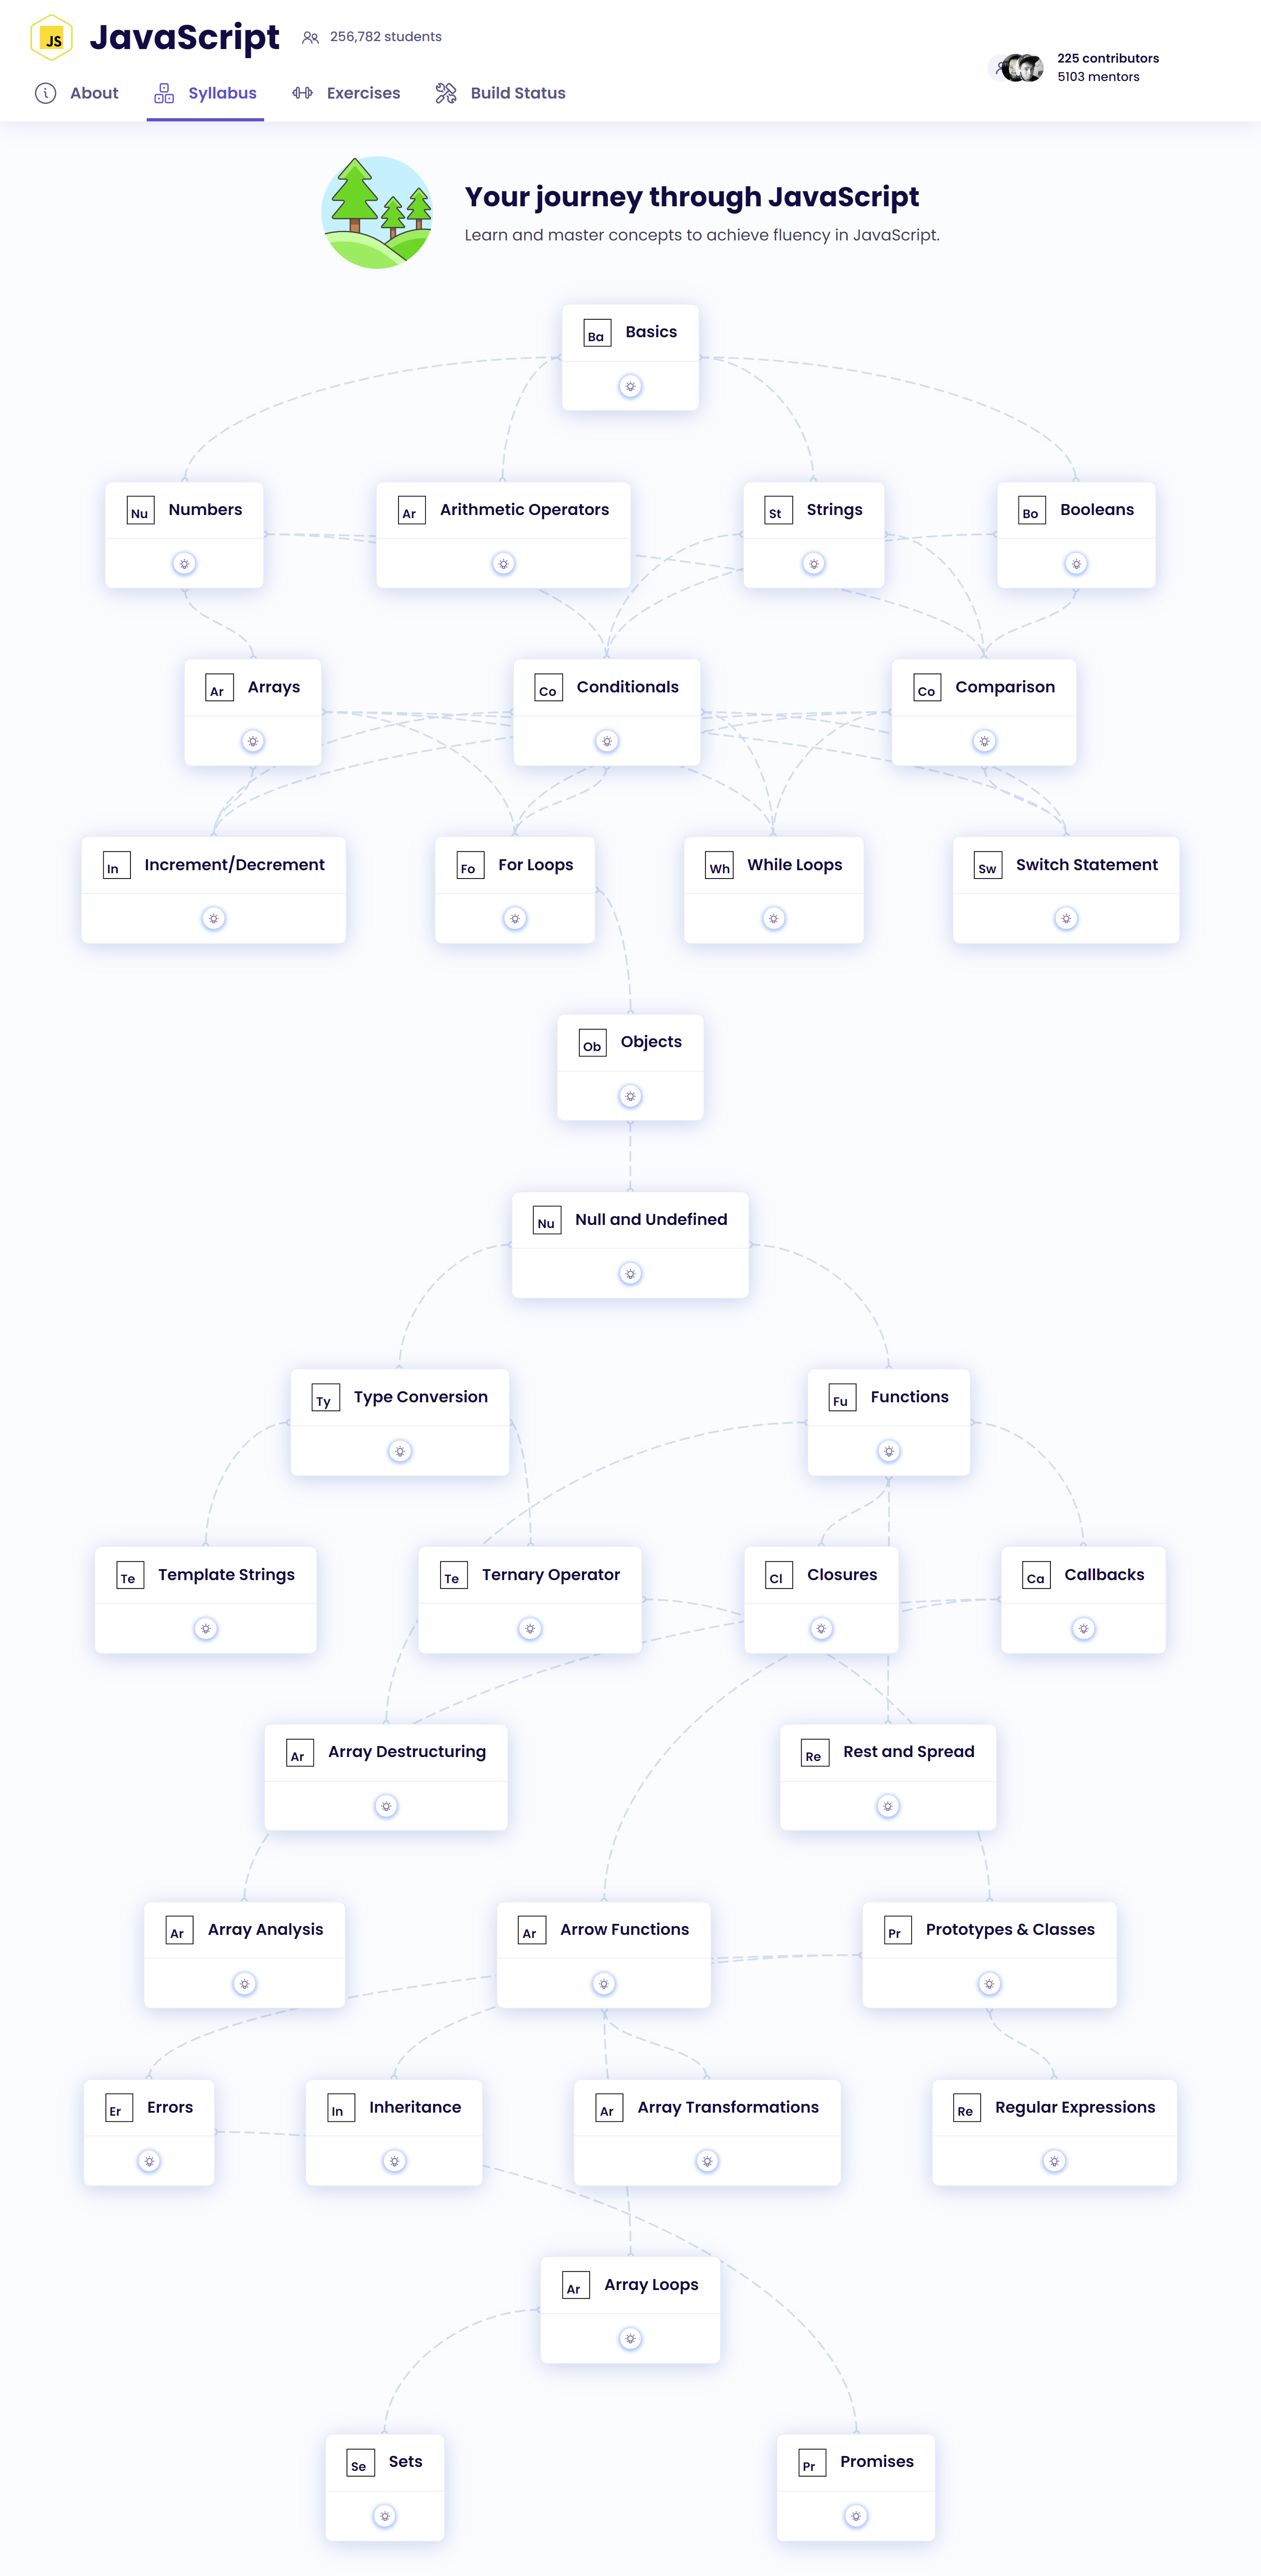 JS
JavaScript
256,782 students
225 contributors
5103 mentors
About
Syllabus
Exercises
Build Status
Your journey through JavaScript
Learn and master concepts to achieve fluency in JavaScript.
Ba Basics
Nu Numbers
Ar Arithmetic Operators
St Strings
Bo Booleans
Ar Arrays
Co Conditionals
Co Comparison
In Increment/Decrement
Fo For Loops
Wh While Loops
Sw Switch Statement
Ob Objects
Nu Null and Undefined
Ty Type Conversion
Fu Functions
Te Template Strings
Te Ternary Operator
Cl Closures
Ca Callbacks
Ar Array Destructuring
Re Rest and Spread
Ar Array Analysis
Ar Arrow Functions
Pr Prototypes & Classes
Er Errors
In Inheritance
Ar Array Transformations
Re Regular Expressions
Ar Array Loops
Se Sets
Pr Promises